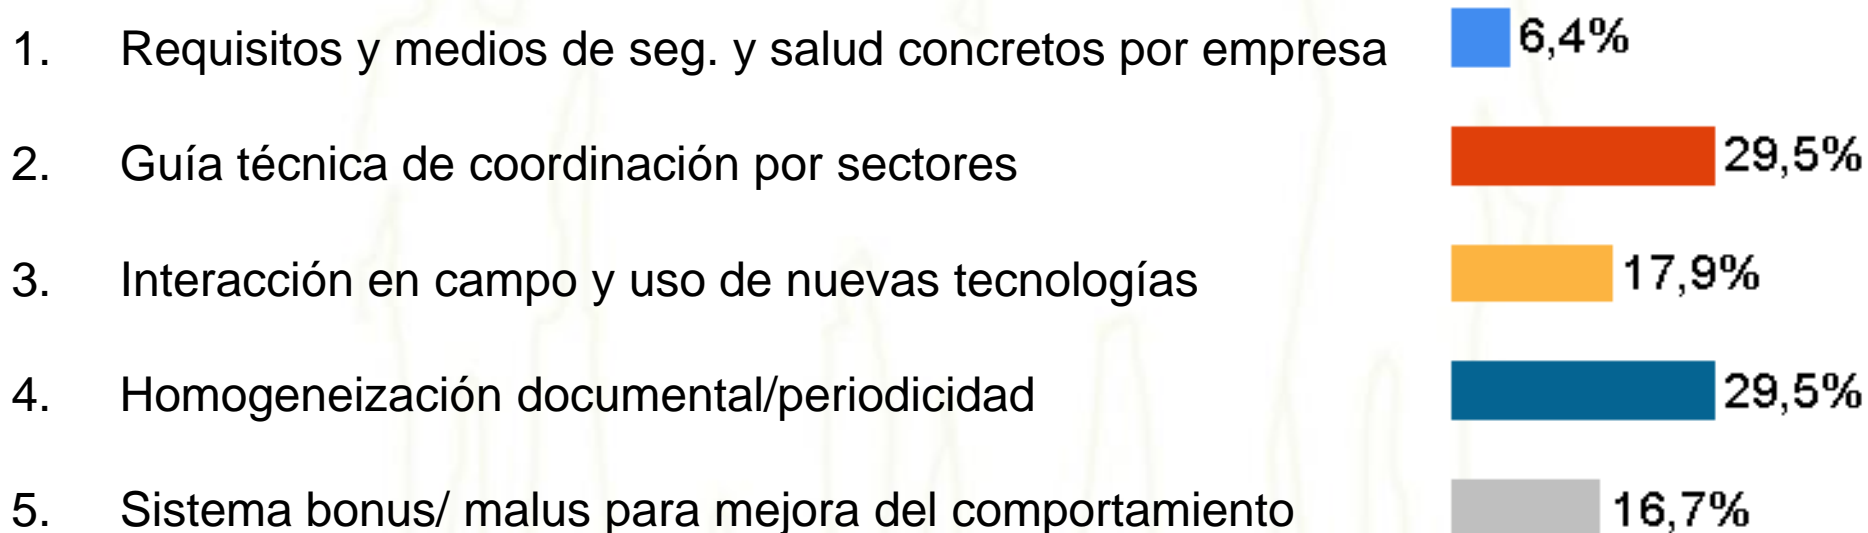 1. Requisitos y medios de seg. y salud concretos por empresa 6,4%
2. Guía técnica de coordinación por sectores 29,5%
3. Interacción en campo y uso de nuevas tecnologías 17,9%
4. Homogeneización documental/periodicidad 29,5%
5. Sistema bonus/ malus para mejora del comportamiento 16,7%